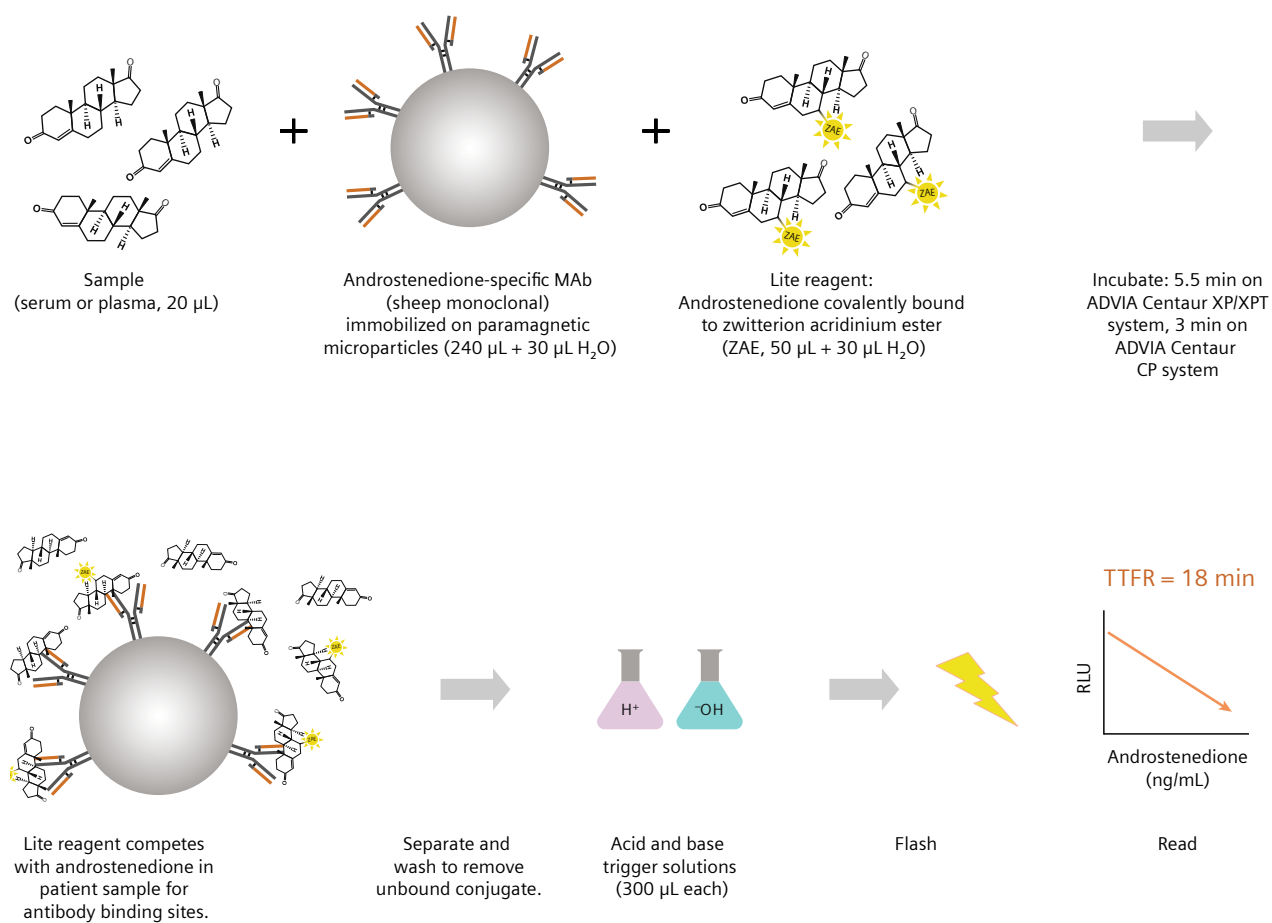 Sample
(serum or plasma, 20 µL)
+
Androstenedione-specific MAb
(sheep monoclonal)
immobilized on paramagnetic
microparticles (240 µL + 30 µL H₂O)
+
ZAE
ZAE
ZAE
Lite reagent:
Androstenedione covalently bound
to zwitterion acridinium ester
(ZAE, 50 µL + 30 µL H₂O)
Incubate: 5.5 min on
ADVIA Centaur XP/XPT
system, 3 min on
ADVIA Centaur
CP system
ZAE
ZAE
ZAE
Lite reagent competes
with androstenedione in
patient sample for
antibody binding sites.
Separate and
wash to remove
unbound conjugate.
H⁺
⁻OH
Acid and base
trigger solutions
(300 µL each)
Flash
TTFR = 18 min
RLU
Androstenedione
(ng/mL)
Read